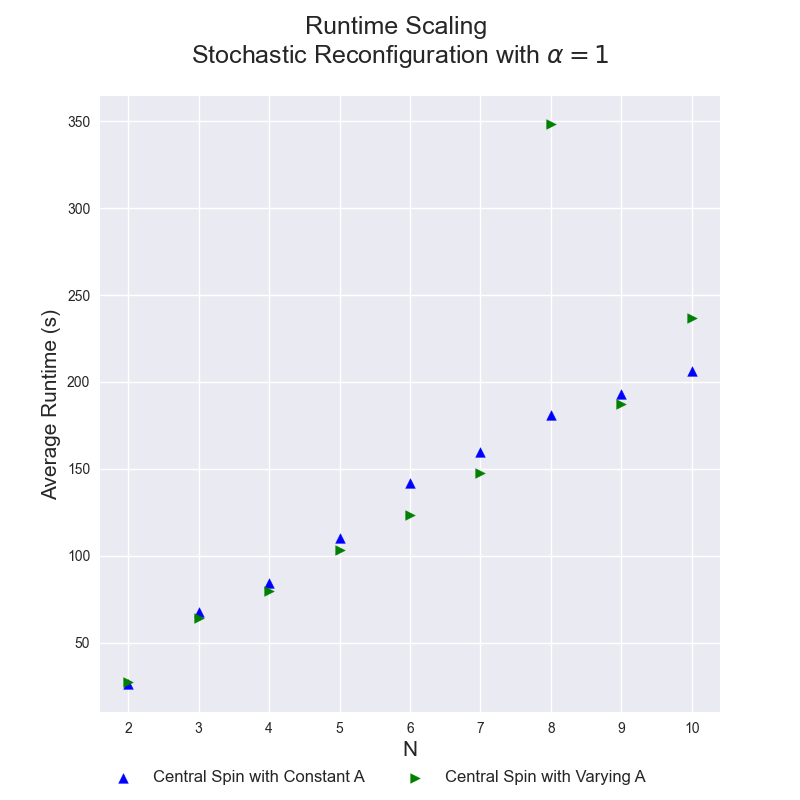 Runtime Scaling
Stochastic Reconfiguration with α = 1
Average Runtime (s)
350
300
250
200
150
100
50
2 3 4 5 6 7 8 9 10
N
Central Spin with Constant A Central Spin with Varying A